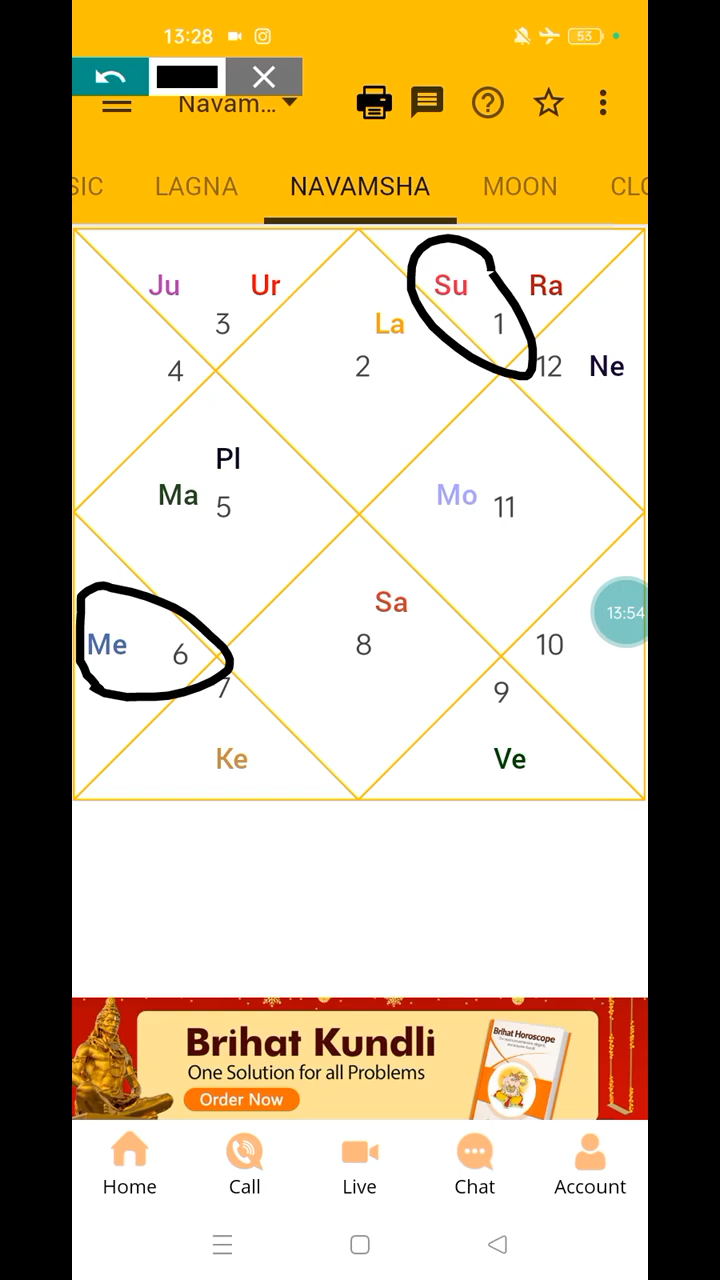 13:28
53
Navam...
SIC LAGNA NAVAMSHA MOON CLO
Ju Ur Su Ra
3 La 1
4 2 12 Ne
Pl
Ma 5 Mo 11
Sa
13:54
Me 6 8 10
7 9
Ke Ve
Brihat Kundli
One Solution for all Problems
Order Now
Brihat Horoscope
Home Call Live Chat Account